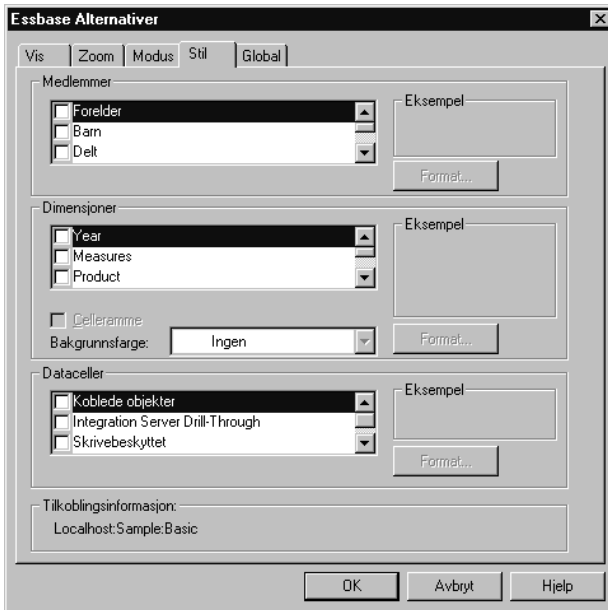 Essbase Alternativer
Vis Zoom Modus Stil Global
Medlemmer
Forelder
Barn
Delt
Eksempel
Format...
Dimensjoner
Year
Measures
Product
Eksempel
Celleramme
Bakgrunnsfarge: Ingen
Format...
Dataceller
Koblede objekter
Integration Server Drill-Through
Skrivebeskyttet
Eksempel
Format...
Tilkoblingsinformasjon:
Localhost:Sample:Basic
OK Avbryt Hjelp